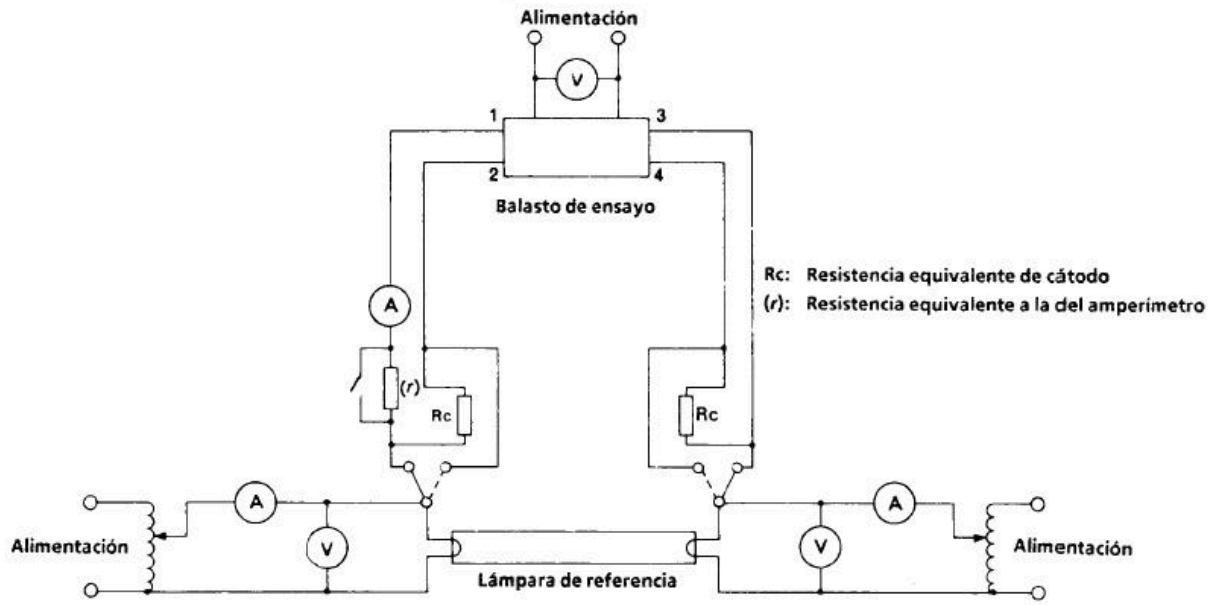 Alimentación
V
1
3
2
4
Balasto de ensayo
A
(r)
Rc
Rc
Rc: Resistencia equivalente de cátodo
(r): Resistencia equivalente a la del amperímetro
A
A
Alimentación
V
V
Alimentación
Lámpara de referencia